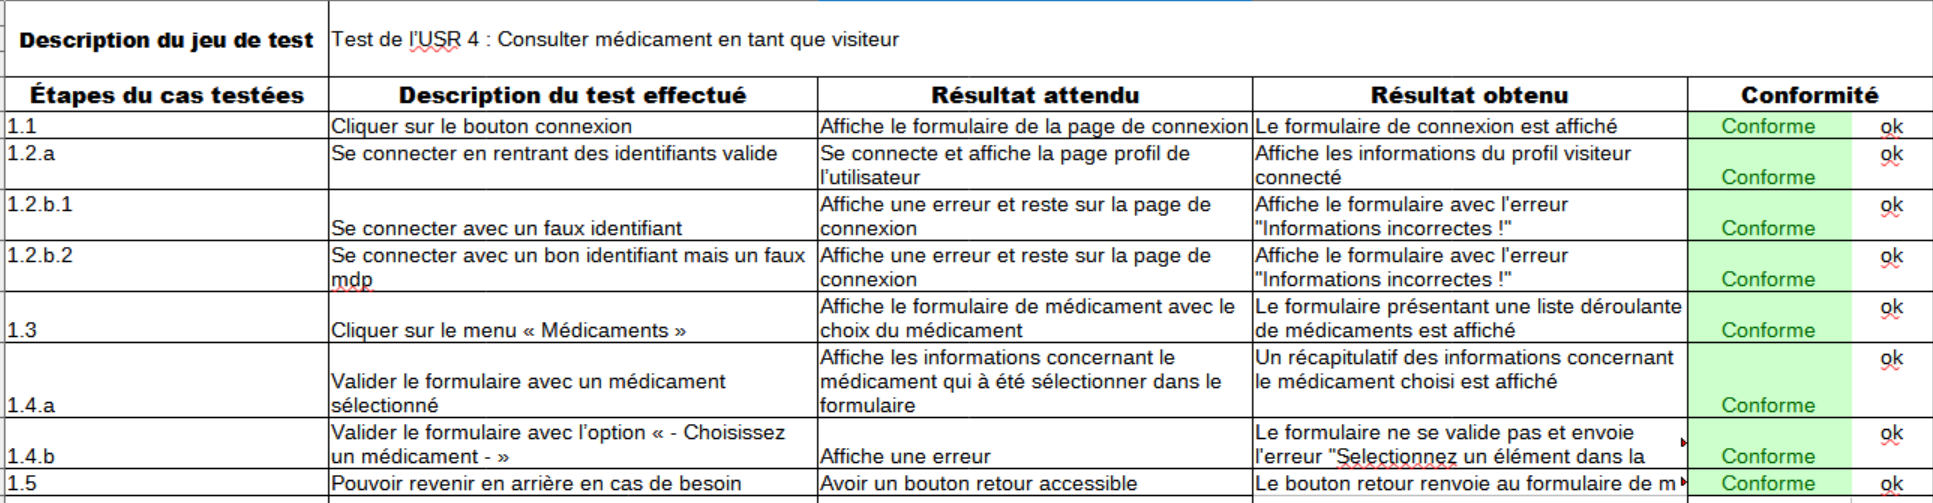 Description du jeu de test
Test de l'USR 4 : Consulter médicament en tant que visiteur
Étapes du cas testées
Description du test effectué
Résultat attendu
Résultat obtenu
Conformité
1.1
Cliquer sur le bouton connexion
Affiche le formulaire de la page de connexion
Le formulaire de connexion est affiché
Conforme
ok
1.2.a
Se connecter en rentrant des identifiants valide
Se connecte et affiche la page profil de
l'utilisateur
Affiche les informations du profil visiteur
connecté
Conforme
ok
1.2.b.1
Se connecter avec un faux identifiant
Affiche une erreur et reste sur la page de
connexion
Affiche le formulaire avec l'erreur
"Informations incorrectes !"
Conforme
ok
1.2.b.2
Se connecter avec un bon identifiant mais un faux
mdp
Affiche une erreur et reste sur la page de
connexion
Affiche le formulaire avec l'erreur
"Informations incorrectes !"
Conforme
ok
1.3
Cliquer sur le menu « Médicaments »
Affiche le formulaire de médicament avec le
choix du médicament
Le formulaire présentant une liste déroulante
de médicaments est affiché
Conforme
ok
1.4.a
Valider le formulaire avec un médicament
sélectionné
Affiche les informations concernant le
médicament qui à été sélectionner dans le
formulaire
Un récapitulatif des informations concernant
le médicament choisi est affiché
Conforme
ok
1.4.b
Valider le formulaire avec l'option « - Choisissez
un médicament - »
Affiche une erreur
Le formulaire ne se valide pas et envoie
l'erreur "Selectionnez un élément dans la
Conforme
ok
1.5
Pouvoir revenir en arrière en cas de besoin
Avoir un bouton retour accessible
Le bouton retour renvoie au formulaire de m
Conforme
ok